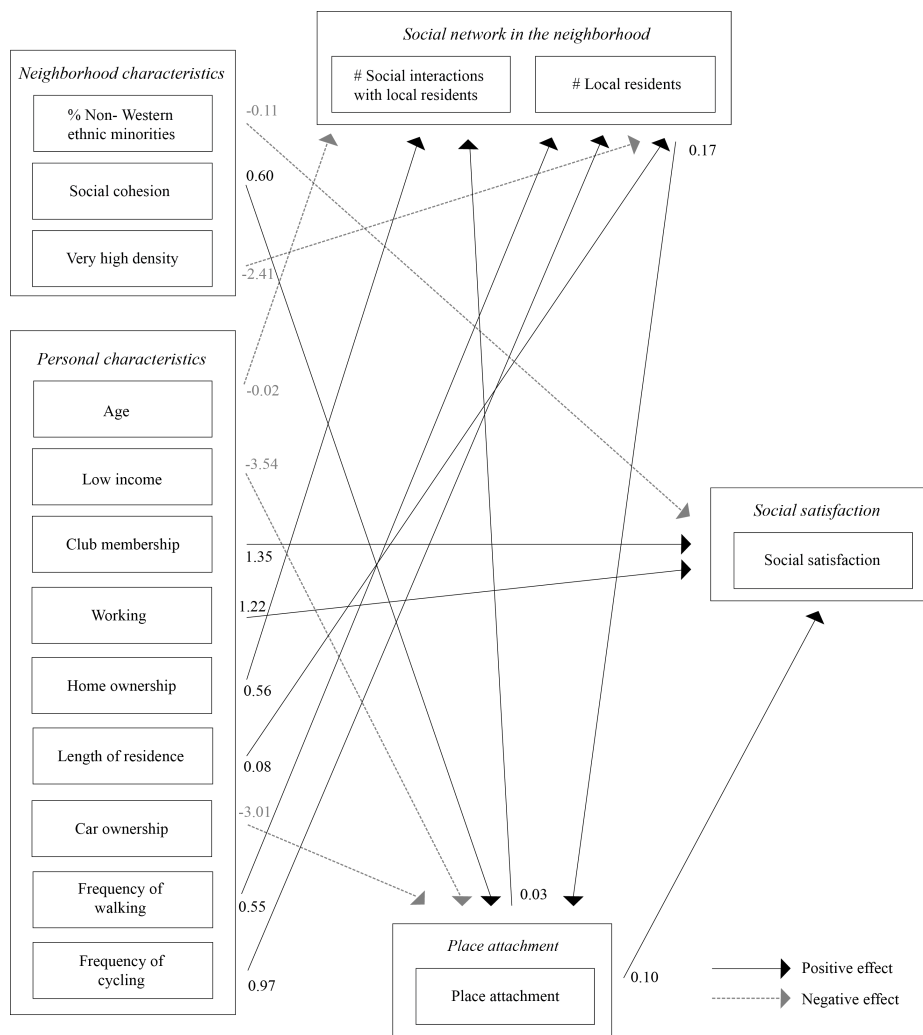 Social network in the neighborhood
# Social interactions
with local residents
# Local residents
Neighborhood characteristics
% Non- Western
ethnic minorities
Social cohesion
Very high density
-0.11
0.60
-2.41
0.17
Personal characteristics
Age
Low income
Club membership
Working
Home ownership
Length of residence
Car ownership
Frequency of
walking
Frequency of
cycling
-0.02
-3.54
1.35
1.22
0.56
0.08
-3.01
0.55
0.97
Social satisfaction
Social satisfaction
0.03
Place attachment
Place attachment
0.10
Positive effect
Negative effect